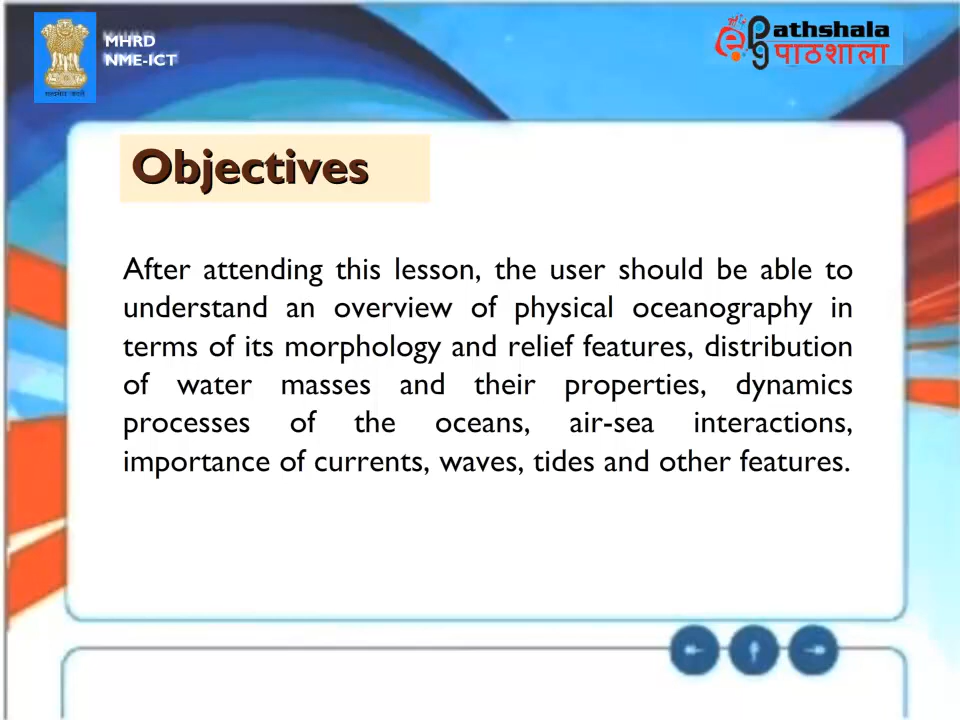 MHRD
NME-ICT
e Pathshala
पाठशाला
Objectives
After attending this lesson, the user should be able to
understand an overview of physical oceanography in
terms of its morphology and relief features, distribution
of water masses and their properties, dynamics
processes of the oceans, air-sea interactions,
importance of currents, waves, tides and other features.